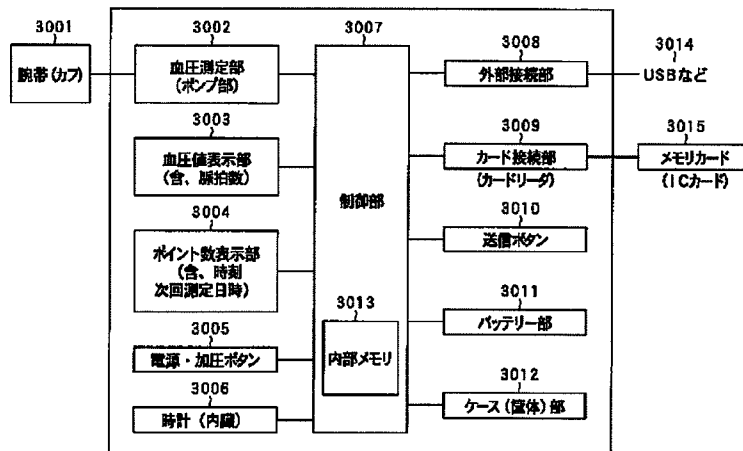 3001
腕帯(カフ)
3002
血圧測定部
(ポンプ部)
3003
血圧値表示部
(含、脈拍数)
3004
ポイント数表示部
(含、時刻
次回測定日時)
3005
電源・加圧ボタン
3006
時計(内臓)
3007
制御部
3013
内部メモリ
3008
外部接続部
3009
カード接続部
(カードリーダ)
3010
送信ボタン
3011
バッテリー部
3012
ケース(筐体)部
3014
USBなど
3015
メモリカード
(ICカード)